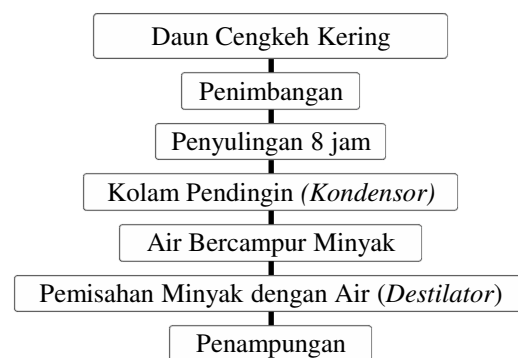 Daun Cengkeh Kering
Penimbangan
Penyulingan 8 jam
Kolam Pendingin (Kondensor)
Air Bercampur Minyak
Pemisahan Minyak dengan Air (Destilator)
Penampungan